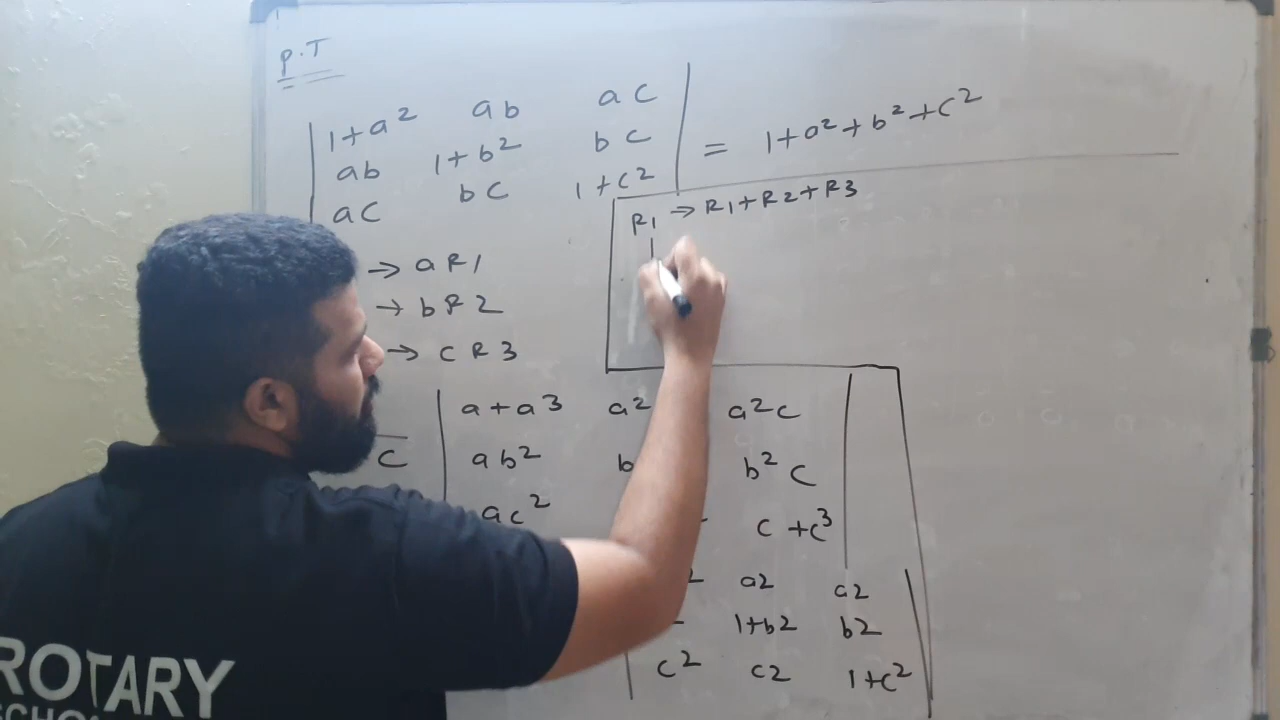 P.T
1+a² ab ac
ab 1+b² bc = 1+a²+b²+c²
ac bc 1+c²
R1 → R1+R2+R3
→ aR1
→ bR2
→ cR3
a+a³ a² a²c
c ab² b b²c
ac² c+c³
2 a2 a2
1+b2 b2
c² c2 1+c²
ROTARY